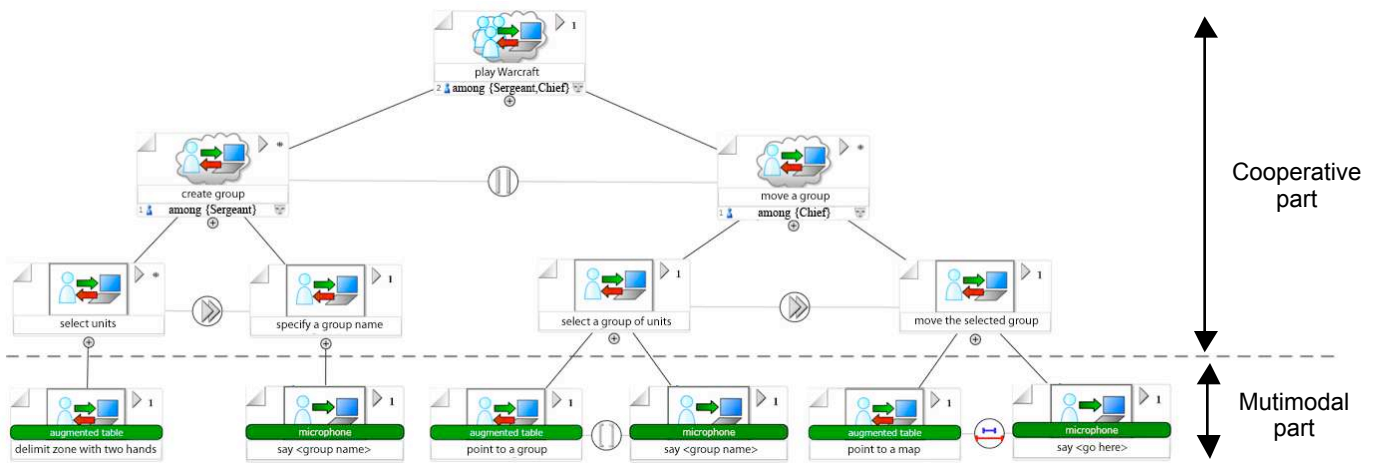 1
play Warcraft
2 among {Sergeant,Chief}
*
create group
1 among {Sergeant}
*
move a group
1 among {Chief}
Cooperative
part
*
select units
1
specify a group name
1
select a group of units
1
move the selected group
1
augmented table
delimit zone with two hands
1
microphone
say <group name>
1
augmented table
point to a group
1
microphone
say <group name>
1
augmented table
point to a map
1
microphone
say <go here>
Mutimodal
part